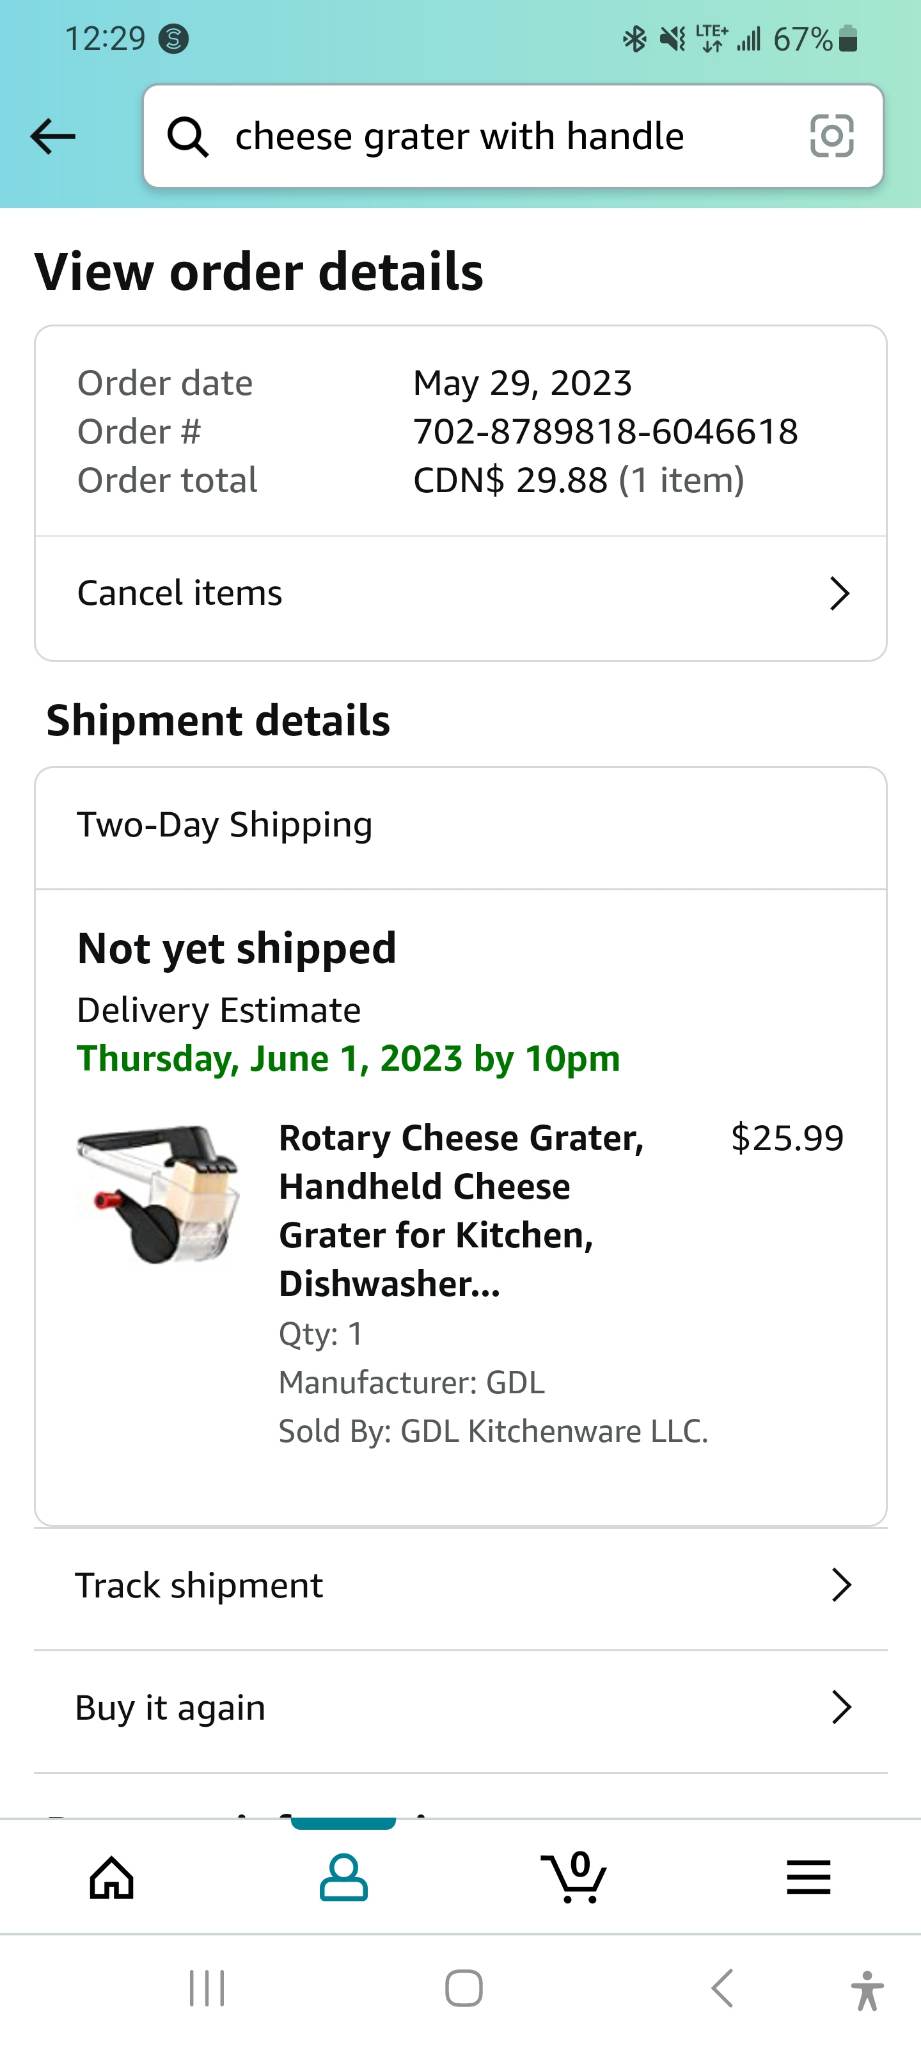 12:29
LTE+
67%
cheese grater with handle
View order details
Order date May 29, 2023
Order # 702-8789818-6046618
Order total CDN$ 29.88 (1 item)
Cancel items
Shipment details
Two-Day Shipping
Not yet shipped
Delivery Estimate
Thursday, June 1, 2023 by 10pm
Rotary Cheese Grater, $25.99
Handheld Cheese
Grater for Kitchen,
Dishwasher...
Qty: 1
Manufacturer: GDL
Sold By: GDL Kitchenware LLC.
Track shipment
Buy it again
0